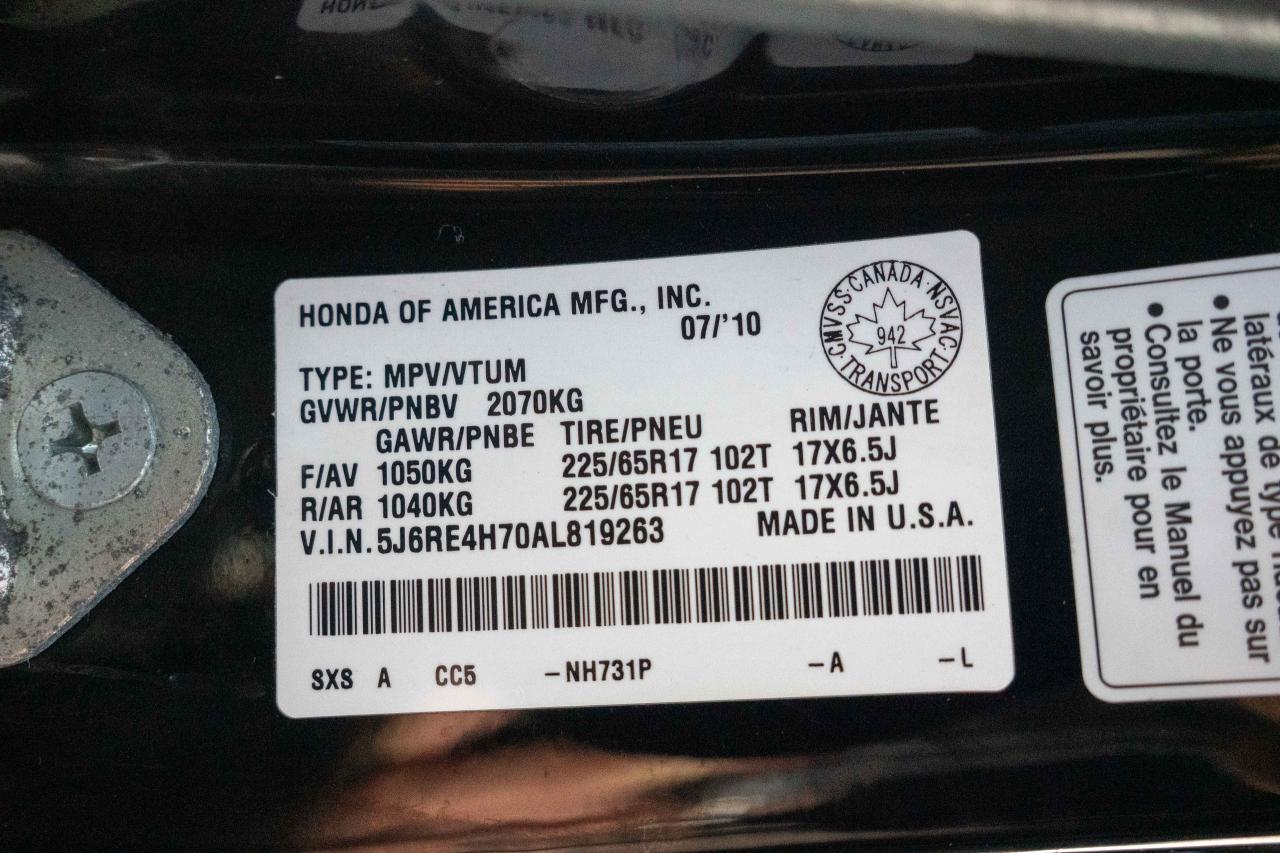 HONDA OF AMERICA MFG., INC.
07/'10
CMVSS·CANADA·NSVAC·TRANSPORT·
942
TYPE: MPV/VTUM
GVWR/PNBV 2070KG
GAWR/PNBE TIRE/PNEU RIM/JANTE
F/AV 1050KG 225/65R17 102T 17X6.5J
R/AR 1040KG 225/65R17 102T 17X6.5J
V.I.N. 5J6RE4H70AL819263 MADE IN U.S.A.
SXS A CC5 –NH731P –A –L
latéraux de type
● Ne vous appuyez pas sur
la porte.
● Consultez le Manuel du
propriétaire pour en
savoir plus.